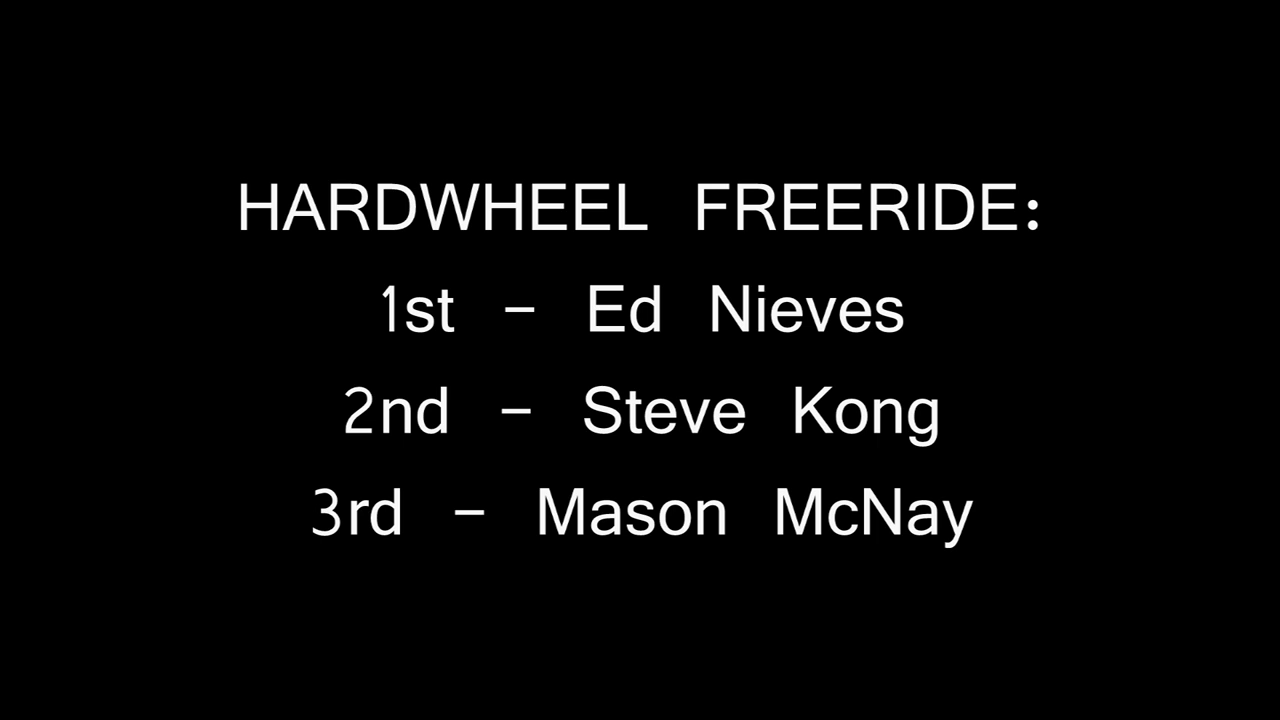 HARDWHEEL FREERIDE:
1st - Ed Nieves
2nd - Steve Kong
3rd - Mason McNay